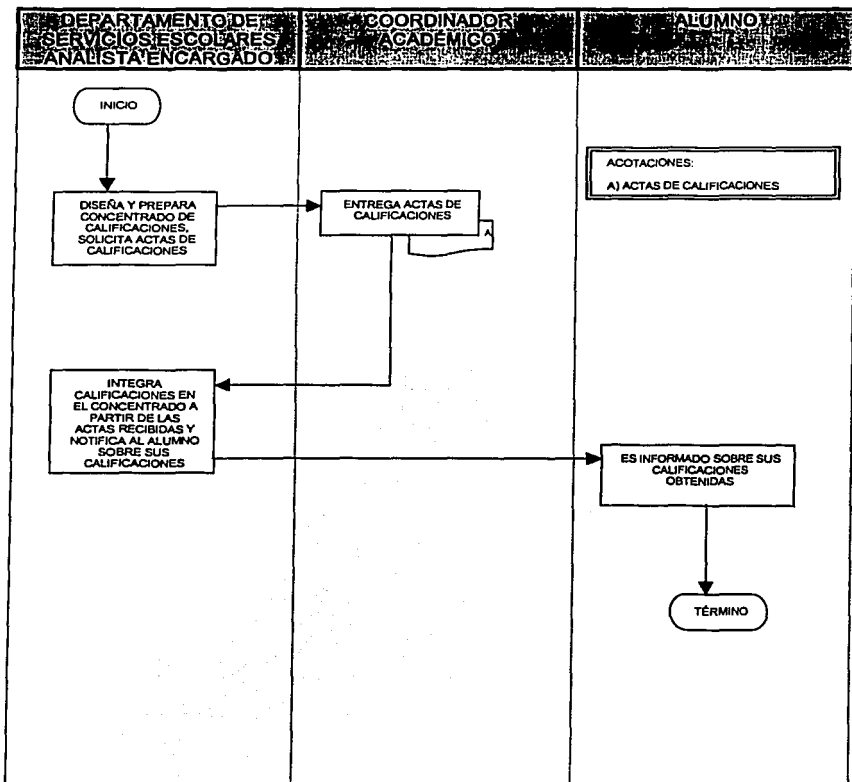 DEPARTAMENTO DE
SERVICIOS ESCOLARES
ANALISTA ENCARGADO
COORDINADOR
ACADÉMICO
ALUMNO
INICIO
ACOTACIONES:
A) ACTAS DE CALIFICACIONES
DISEÑA Y PREPARA
CONCENTRADO DE
CALIFICACIONES,
SOLICITA ACTAS DE
CALIFICACIONES
ENTREGA ACTAS DE
CALIFICACIONES
A
INTEGRA
CALIFICACIONES EN
EL CONCENTRADO A
PARTIR DE LAS
ACTAS RECIBIDAS Y
NOTIFICA AL ALUMNO
SOBRE SUS
CALIFICACIONES
ES INFORMADO SOBRE SUS
CALIFICACIONES
OBTENIDAS
TÉRMINO